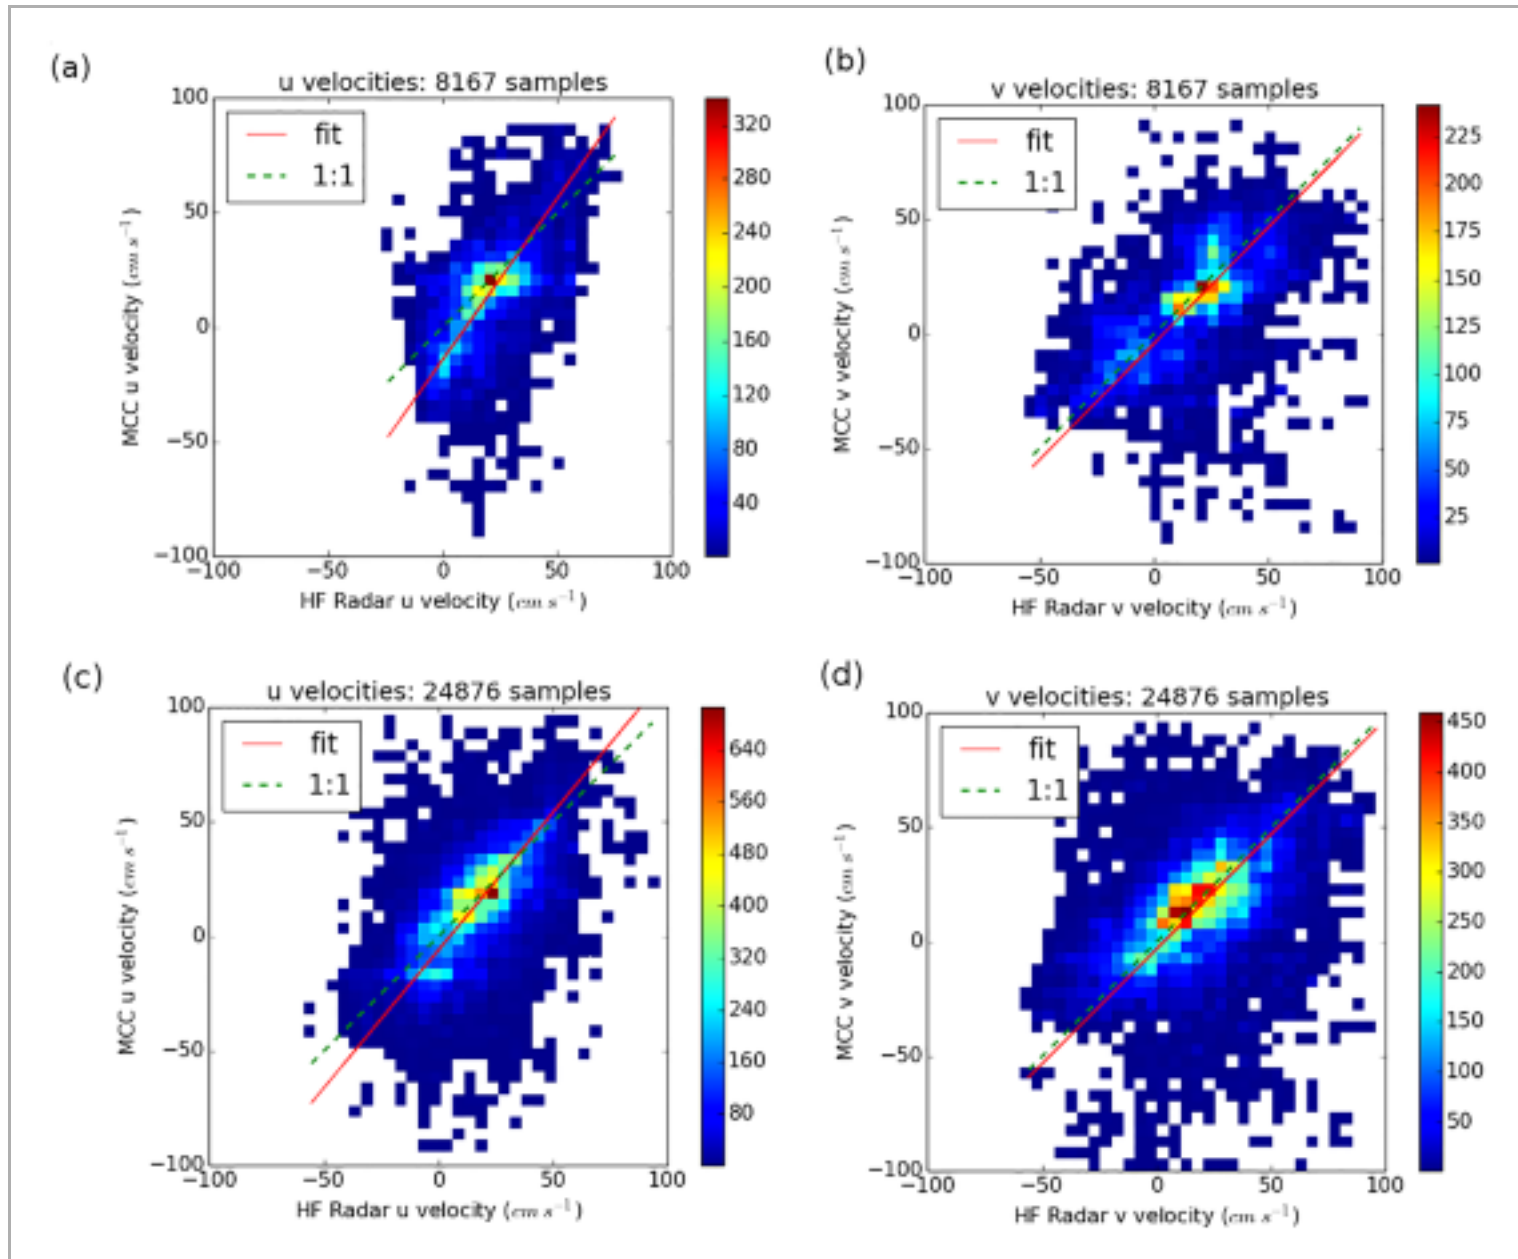 (a)
u velocities: 8167 samples
fit
1:1
100
50
0
−50
−100
−100 −50 0 50 100
MCC u velocity (cm s⁻¹)
HF Radar u velocity (cm s⁻¹)
320
280
240
200
160
120
80
40
(b)
v velocities: 8167 samples
fit
1:1
100
50
0
−50
−100
−100 −50 0 50 100
MCC v velocity (cm s⁻¹)
HF Radar v velocity (cm s⁻¹)
225
200
175
150
125
100
75
50
25
(c)
u velocities: 24876 samples
fit
1:1
100
50
0
−50
−100
−100 −50 0 50 100
MCC u velocity (cm s⁻¹)
HF Radar u velocity (cm s⁻¹)
640
560
480
400
320
240
160
80
(d)
v velocities: 24876 samples
fit
1:1
100
50
0
−50
−100
−100 −50 0 50 100
MCC v velocity (cm s⁻¹)
HF Radar v velocity (cm s⁻¹)
450
400
350
300
250
200
150
100
50